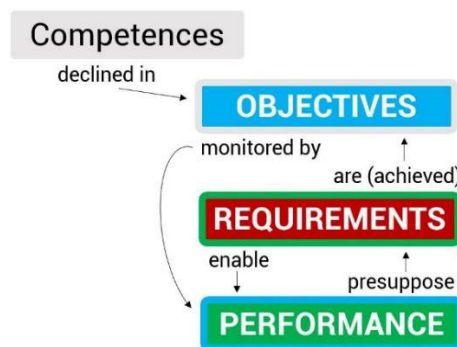 Competences
declined in
OBJECTIVES
monitored by
are (achieved)
REQUIREMENTS
enable
presuppose
PERFORMANCE